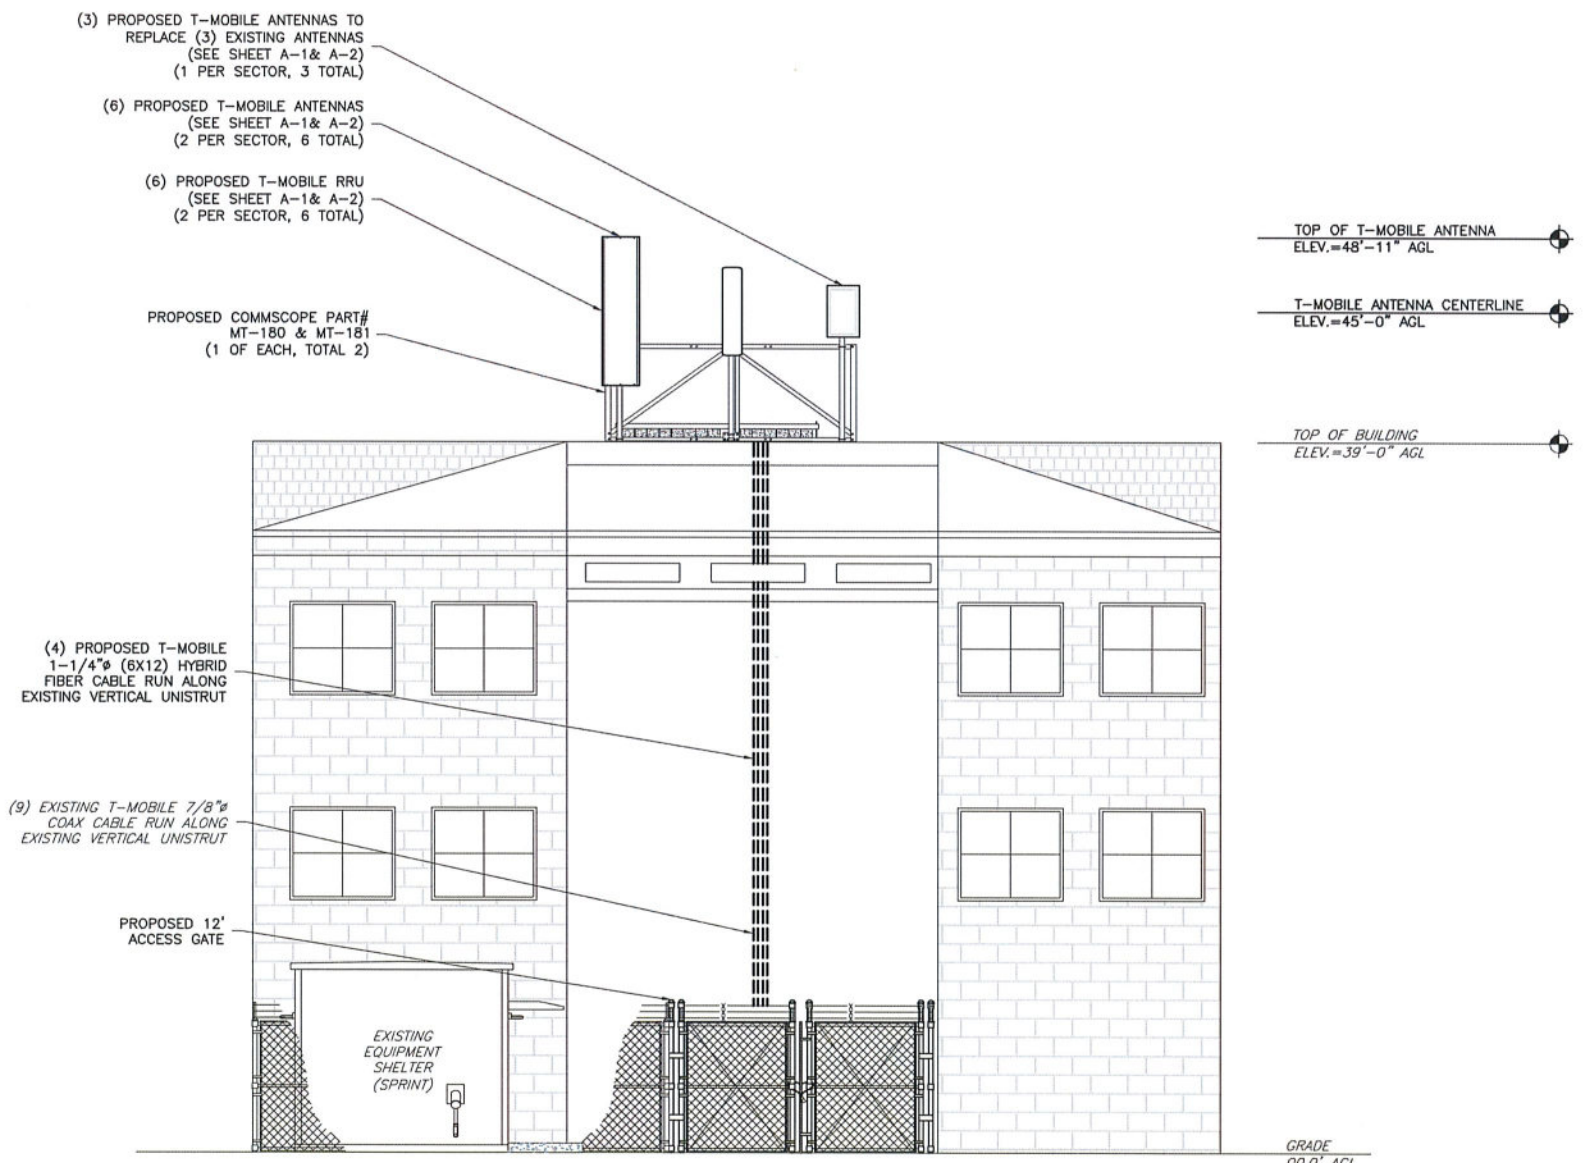 (3) PROPOSED T-MOBILE ANTENNAS TO
REPLACE (3) EXISTING ANTENNAS
(SEE SHEET A-1& A-2)
(1 PER SECTOR, 3 TOTAL)
(6) PROPOSED T-MOBILE ANTENNAS
(SEE SHEET A-1& A-2)
(2 PER SECTOR, 6 TOTAL)
(6) PROPOSED T-MOBILE RRU
(SEE SHEET A-1& A-2)
(2 PER SECTOR, 6 TOTAL)
PROPOSED COMMSCOPE PART#
MT-180 & MT-181
(1 OF EACH, TOTAL 2)
TOP OF T-MOBILE ANTENNA
ELEV.=48'-11" AGL
T-MOBILE ANTENNA CENTERLINE
ELEV.=45'-0" AGL
TOP OF BUILDING
ELEV.=39'-0" AGL
(4) PROPOSED T-MOBILE
1-1/4"ø (6X12) HYBRID
FIBER CABLE RUN ALONG
EXISTING VERTICAL UNISTRUT
(9) EXISTING T-MOBILE 7/8"ø
COAX CABLE RUN ALONG
EXISTING VERTICAL UNISTRUT
PROPOSED 12'
ACCESS GATE
EXISTING
EQUIPMENT
SHELTER
(SPRINT)
GRADE
00.0' AGL